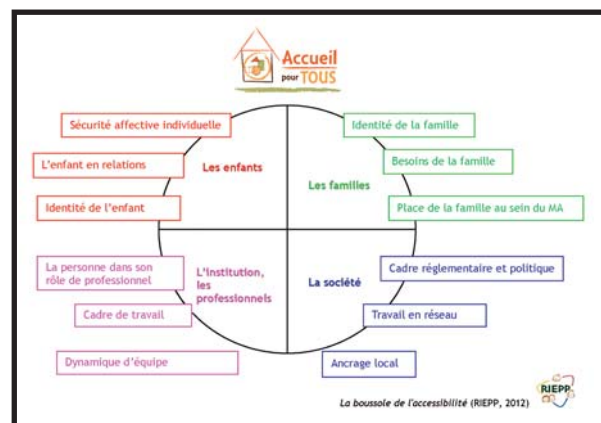 Accueil
pour TOUS
Sécurité affective individuelle
L'enfant en relations
Identité de l'enfant
Les enfants
Identité de la famille
Besoins de la famille
Place de la famille au sein du MA
Les familles
La personne dans son
rôle de professionnel
Cadre de travail
Dynamique d'équipe
L'institution,
les
professionnels
La société
Cadre réglementaire et politique
Travail en réseau
Ancrage local
La boussole de l'accessibilité (RIEPP, 2012)
RIEPP